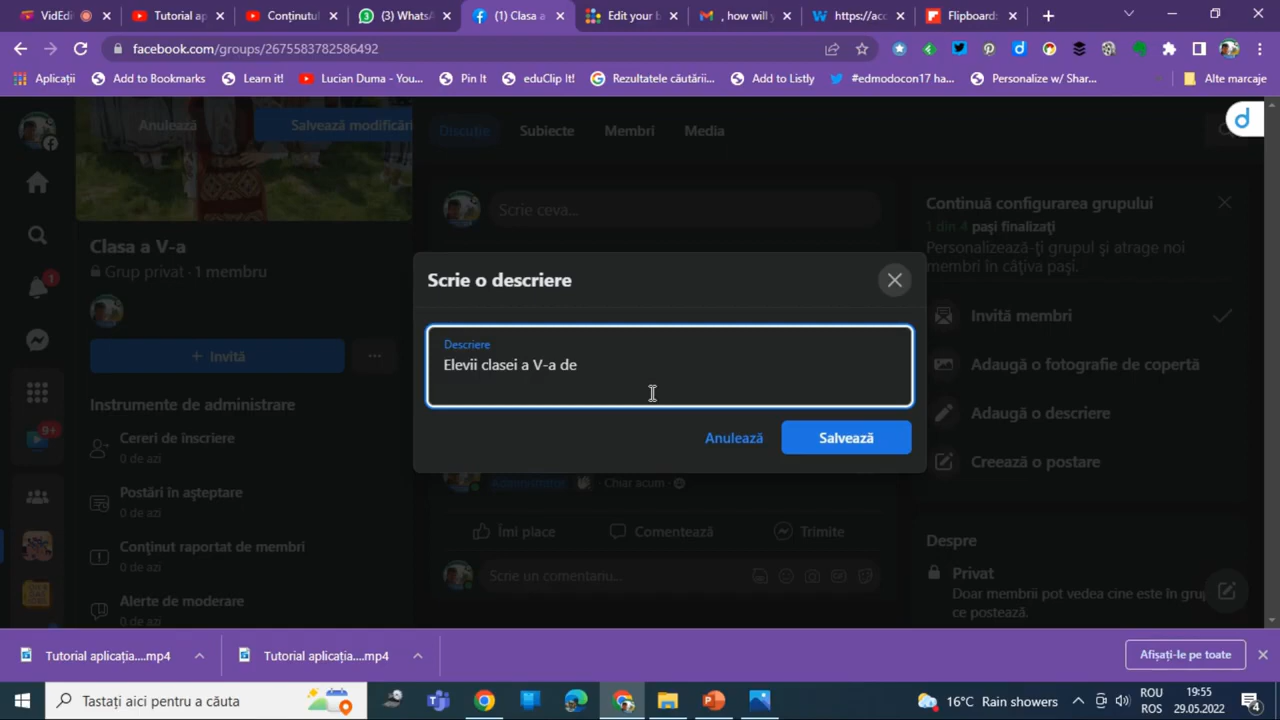 VidEdi
Tutorial ap
Conținutul
(3) WhatsA
(1) Clasa a
Edit your b
, how will y
https://acc
Flipboard:
facebook.com/groups/2675583782586492
Aplicații
Add to Bookmarks
Learn it!
Lucian Duma - You...
Pin It
eduClip It!
Rezultatele căutării...
Add to Listly
#edmodocon17 ha...
Personalize w/ Shar...
Alte marcaje
Anulează
Salvează modificăr
Discuție
Subiecte
Membri
Media
Scrie ceva...
Clasa a V-a
Grup privat · 1 membru
+ Invită
...
Instrumente de administrare
Cereri de înscriere
0 de azi
Postări în așteptare
0 de azi
Conținut raportat de membri
0 de azi
Alerte de moderare
0 de azi
1
9+
Scrie o descriere
Descriere
Elevii clasei a V-a de
Anulează
Salvează
Administrator
Chiar acum ·
Îmi place
Comentează
Trimite
Scrie un comentariu...
Continuă configurarea grupului
1 din 4 pași finalizați
Personalizează-ți grupul și atrage noi
membri în câțiva pași.
Invită membri
Adaugă o fotografie de copertă
Adaugă o descriere
Creează o postare
Despre
Privat
Doar membrii pot vedea cine este în grup
ce postează.
Tutorial aplicația....mp4
Tutorial aplicația....mp4
Afișați-le pe toate
Tastați aici pentru a căuta
16°C Rain showers
ROU
ROS
19:55
29.05.2022
4